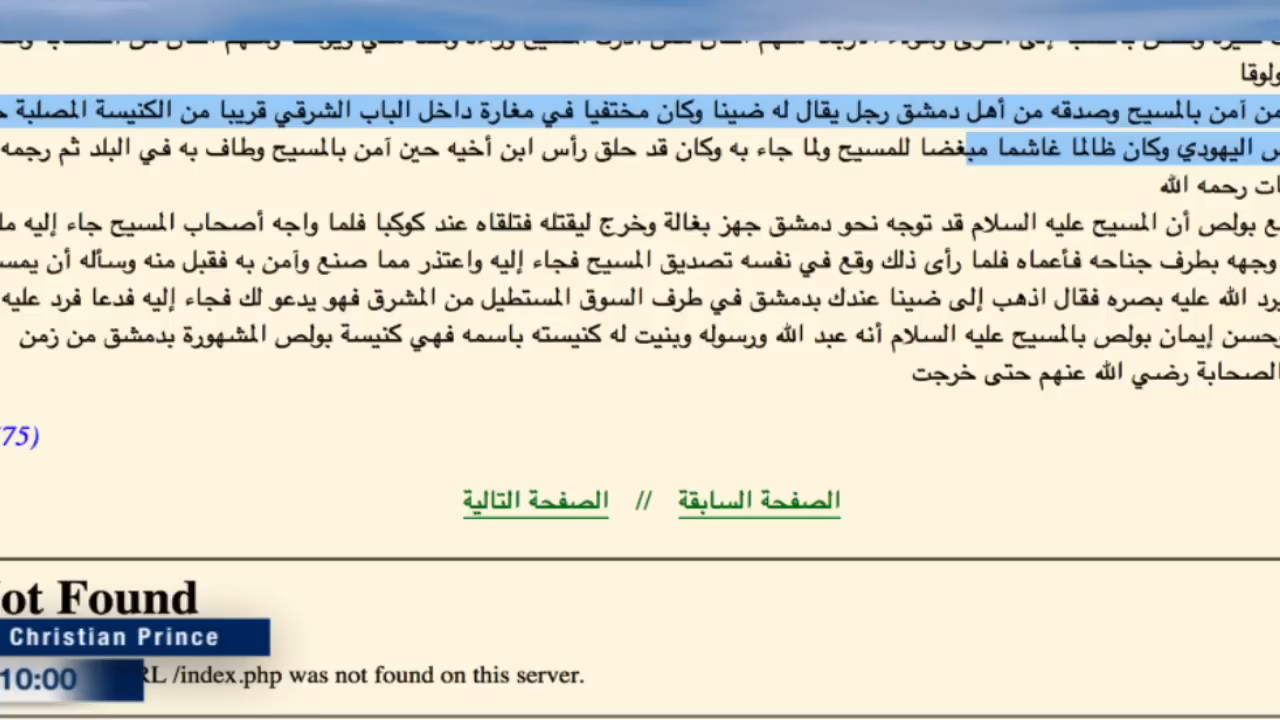 ولوقا
من آمن بالمسيح وصدقه من أهل دمشق رجل يقال له ضينا وكان مختفيا في مغارة داخل الباب الشرقي قريبا من الكنيسة المصلبة
اليهودي وكان ظالما غاشما مبغضا للمسيح ولما جاء به وكان قد حلق رأس ابن أخيه حين آمن بالمسيح وطاف به في البلد ثم رجمه
ات رحمه الله
ع بولص أن المسيح عليه السلام قد توجه نحو دمشق جهز بغالة وخرج ليقتله فتلقاه عند كوكبا فلما واجه أصحاب المسيح جاء إليه
وجهه بطرف جناحه فأعماه فلما رأى ذلك وقع في نفسه تصديق المسيح فجاء إليه واعتذر مما صنع وآمن به فقبل منه وسأله أن يمس
يرد الله عليه بصره فقال اذهب إلى ضينا عندك بدمشق في طرف السوق المستطيل من المشرق فهو يدعو لك فجاء إليه فدعا فرد عليه
وحسن إيمان بولص بالمسيح عليه السلام أنه عبد الله ورسوله وبنيت له كنيسته باسمه فهي كنيسة بولص المشهورة بدمشق من زمن
الصحابة رضي الله عنهم حتى خرجت
75)
الصفحة السابقة // الصفحة التالية
ot Found
Christian Prince
10:00
RL /index.php was not found on this server.